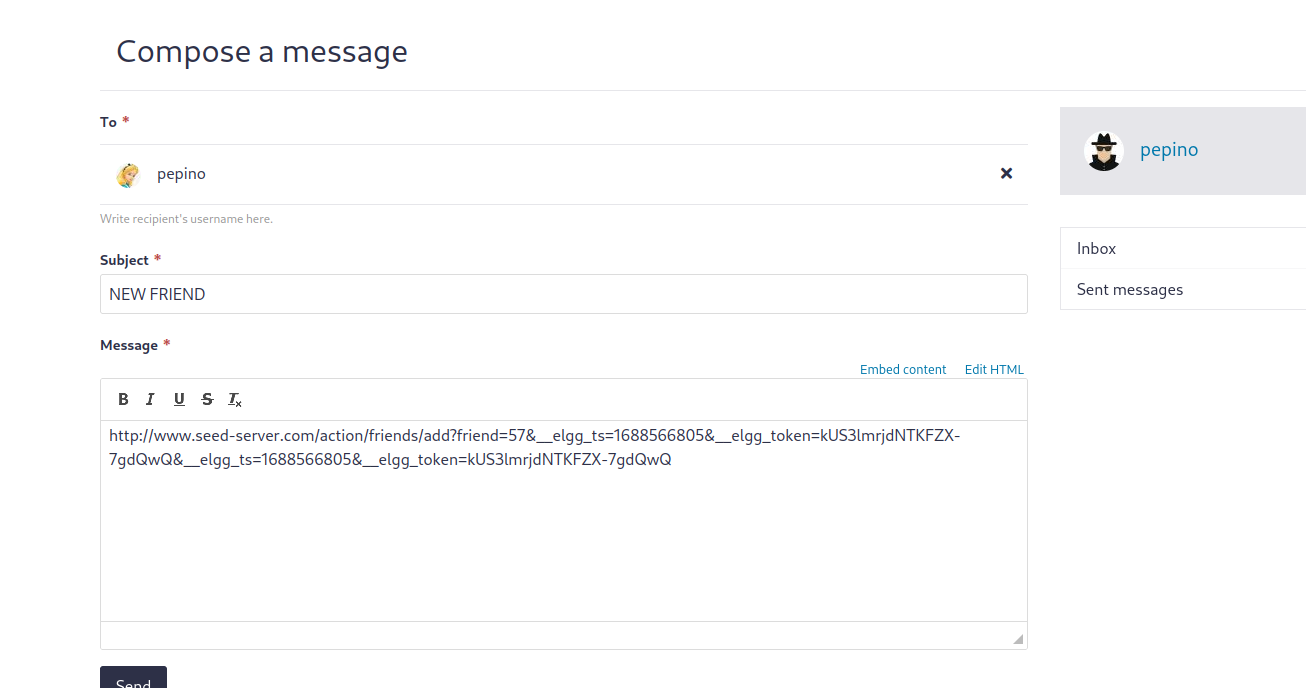 Compose a message
To *
pepino
pepino
Write recipient's username here.
Subject *
NEW FRIEND
Inbox
Sent messages
Message *
Embed content Edit HTML
B I U S Tx
http://www.seed-server.com/action/friends/add?friend=57&__elgg_ts=1688566805&__elgg_token=kUS3lmrjdNTKFZX-
7gdQwQ&__elgg_ts=1688566805&__elgg_token=kUS3lmrjdNTKFZX-7gdQwQ
Send